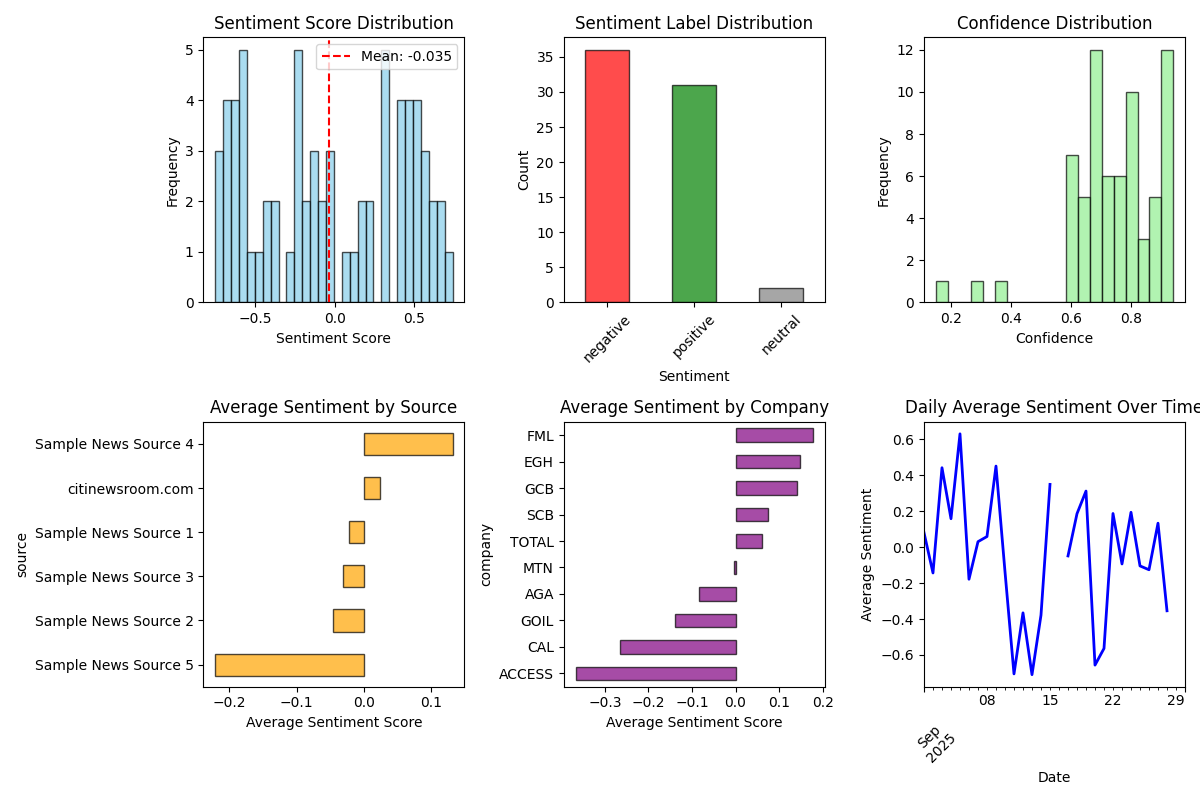 Sentiment Score Distribution
Frequency
5
4
3
2
1
0
Mean: -0.035
−0.5
0.0
0.5
Sentiment Score
Sentiment Label Distribution
Count
35
30
25
20
15
10
5
0
negative
positive
neutral
Sentiment
Confidence Distribution
Frequency
12
10
8
6
4
2
0
0.2
0.4
0.6
0.8
Confidence
Average Sentiment by Source
source
Sample News Source 4
citinewsroom.com
Sample News Source 1
Sample News Source 3
Sample News Source 2
Sample News Source 5
−0.2
−0.1
0.0
0.1
Average Sentiment Score
Average Sentiment by Company
company
FML
EGH
GCB
SCB
TOTAL
MTN
AGA
GOIL
CAL
ACCESS
−0.3
−0.2
−0.1
0.0
0.1
0.2
Average Sentiment Score
Daily Average Sentiment Over Time
Average Sentiment
0.6
0.4
0.2
0.0
−0.2
−0.4
−0.6
08
15
22
29
Sep
2025
Date